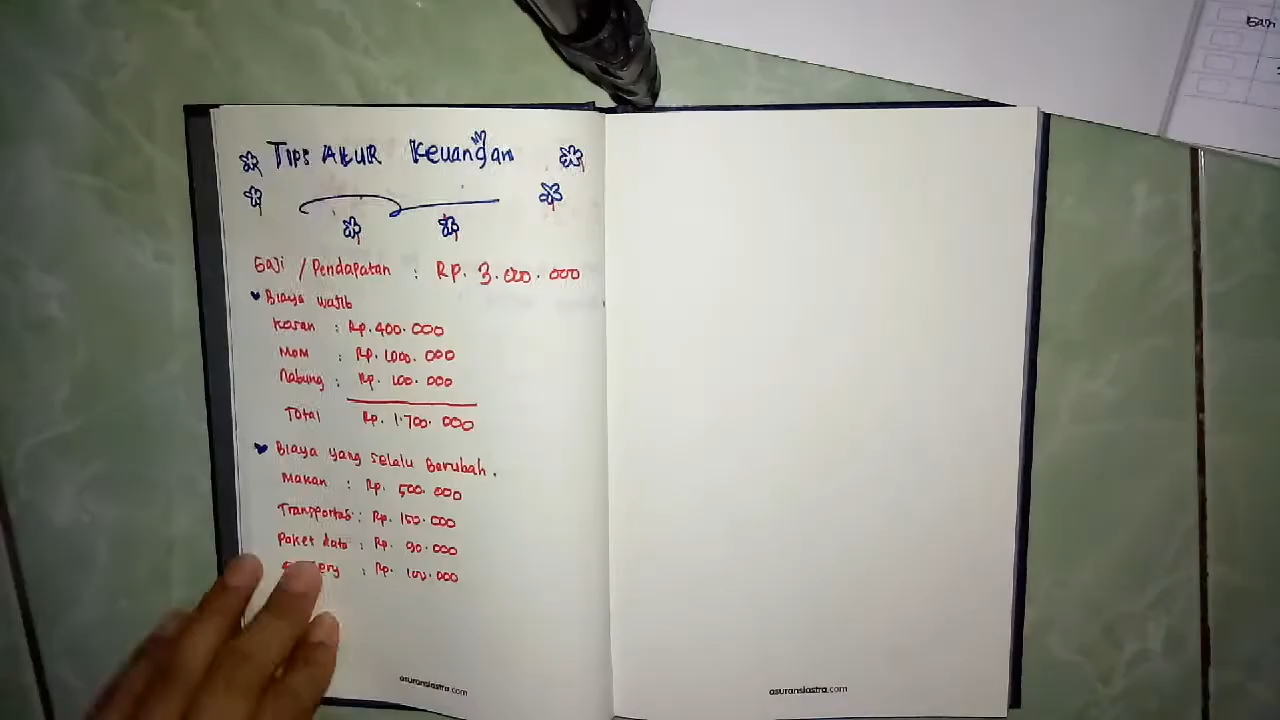 Tips Atur Keuangan
Gaji / Pendapatan : Rp. 3.000.000
Biaya wajib
Kosan : Rp. 400.000
Mom : Rp. 1.000.000
Nabung : Rp. 100.000
Total Rp. 1.700.000
Biaya yang selalu Berubah.
Makan : Rp. 500.000
Transportas : Rp. 150.000
Paket data : Rp. 90.000
: Rp. 100.000
asuransiastra.com
asuransiastra.com